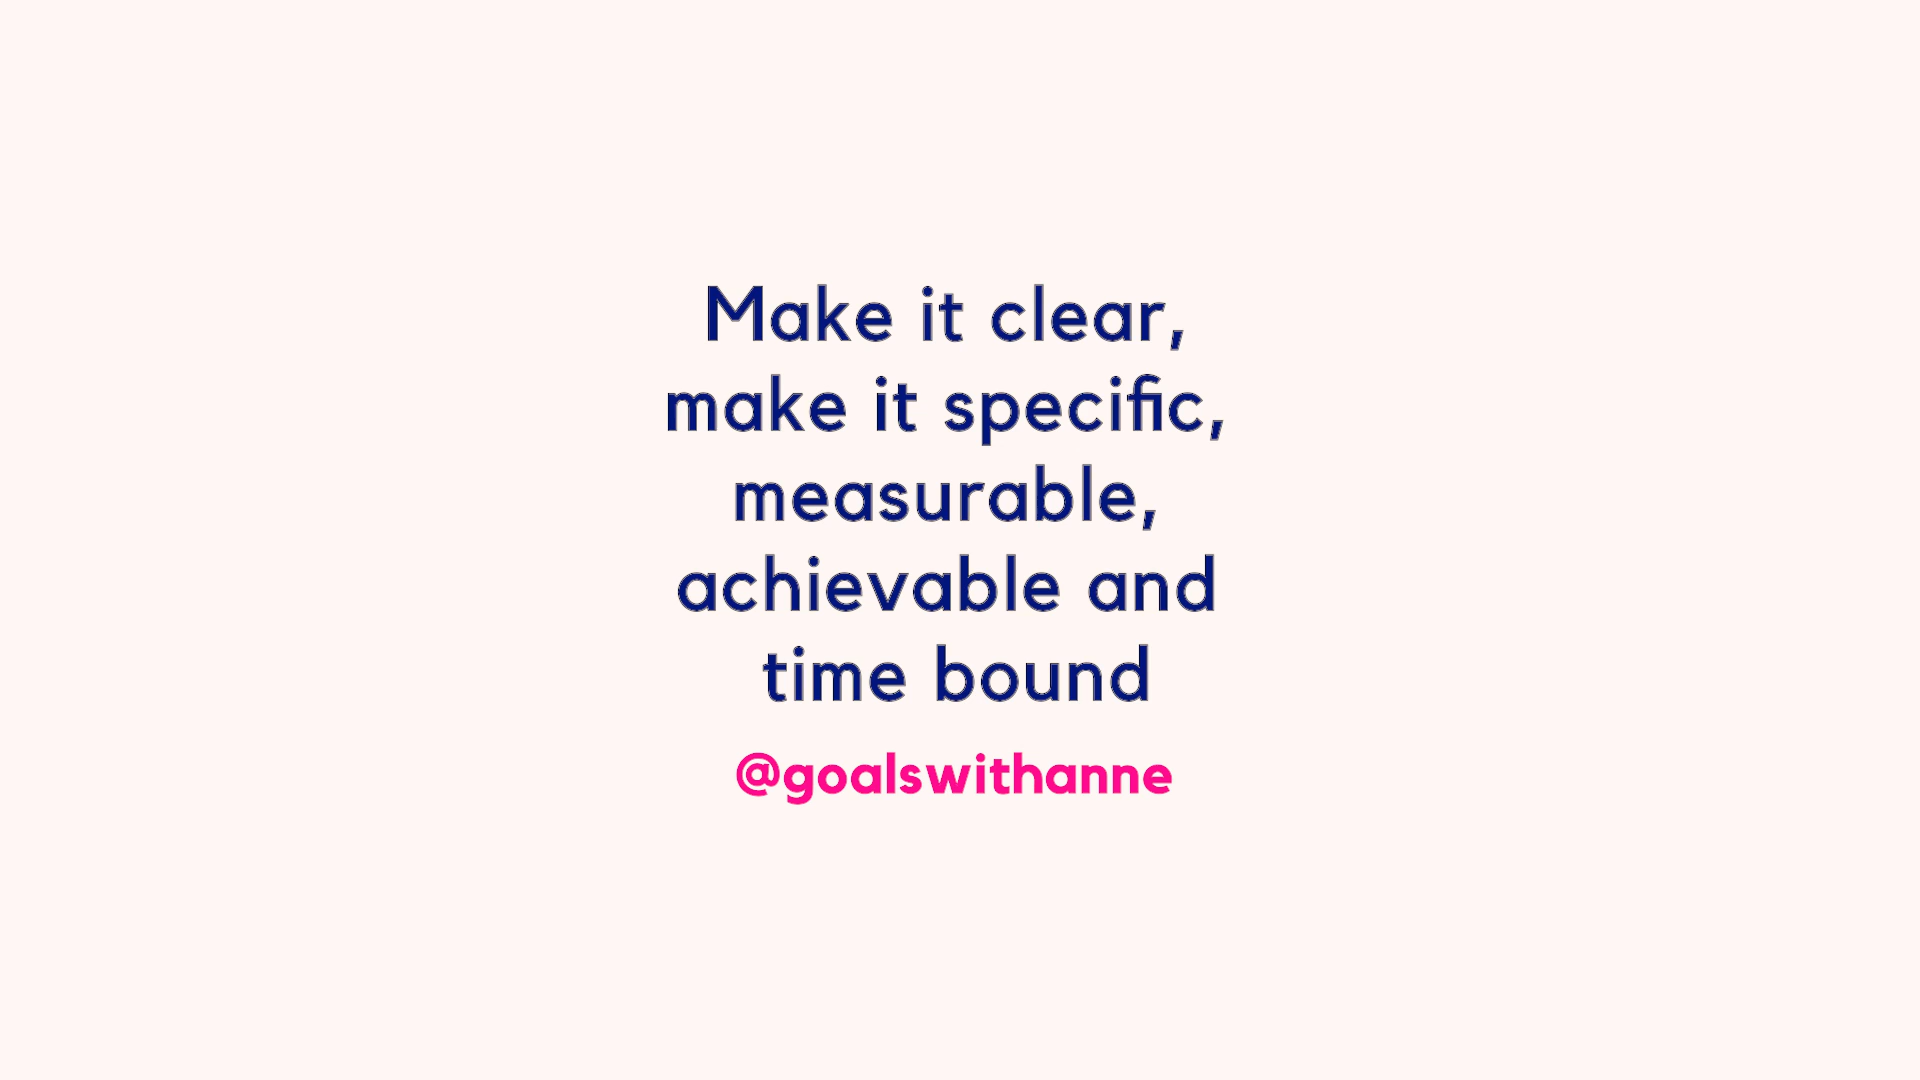 Make it clear,
make it specific,
measurable,
achievable and
time bound
@goalswithanne